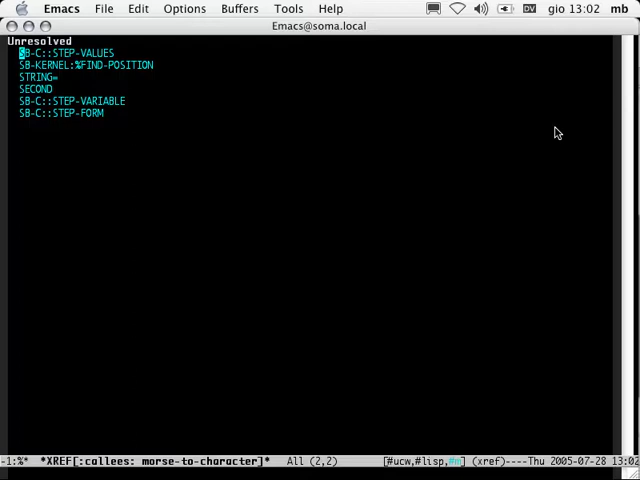 Emacs File Edit Options Buffers Tools Help DV gio 13:02 mb
Emacs@soma.local
Unresolved
SB-C::STEP-VALUES
SB-KERNEL:%FIND-POSITION
STRING=
SECOND
SB-C::STEP-VARIABLE
SB-C::STEP-FORM
-1:%* *XREF[:callees: morse-to-character]* All (2,2) [#ucw,#lisp,#m] (xref)----Thu 2005-07-28 13:02